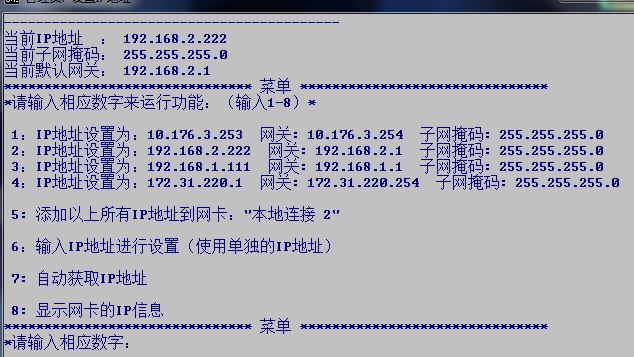 ----------------------------------------
当前IP地址 : 192.168.2.222
当前子网掩码: 255.255.255.0
当前默认网关: 192.168.2.1
******************************* 菜单 *******************************
*请输入相应数字来运行功能:（输入1-8）*
1: IP地址设置为: 10.176.3.253 网关: 10.176.3.254 子网掩码: 255.255.255.0
2: IP地址设置为: 192.168.2.222 网关: 192.168.2.1 子网掩码: 255.255.255.0
3: IP地址设置为: 192.168.1.111 网关: 192.168.1.1 子网掩码: 255.255.255.0
4: IP地址设置为: 172.31.220.1 网关: 172.31.220.254 子网掩码: 255.255.255.0
5: 添加以上所有IP地址到网卡: "本地连接 2"
6: 输入IP地址进行设置（使用单独的IP地址）
7: 自动获取IP地址
8: 显示网卡的IP信息
******************************* 菜单 *******************************
*请输入相应数字: